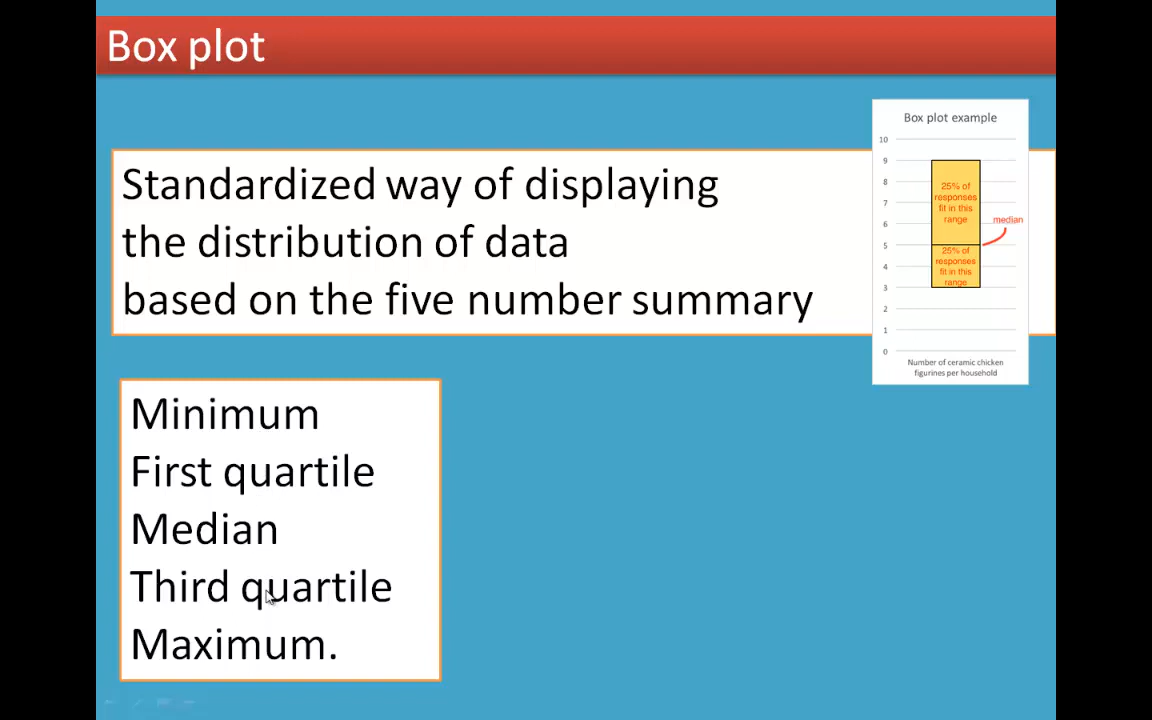 Box plot
Standardized way of displaying
the distribution of data
based on the five number summary
Box plot example
10
9
8
7
6
5
4
3
2
1
0
25% of
responses
fit in this
range
median
25% of
responses
fit in this
range
Number of ceramic chicken
figurines per household
Minimum
First quartile
Median
Third quartile
Maximum.